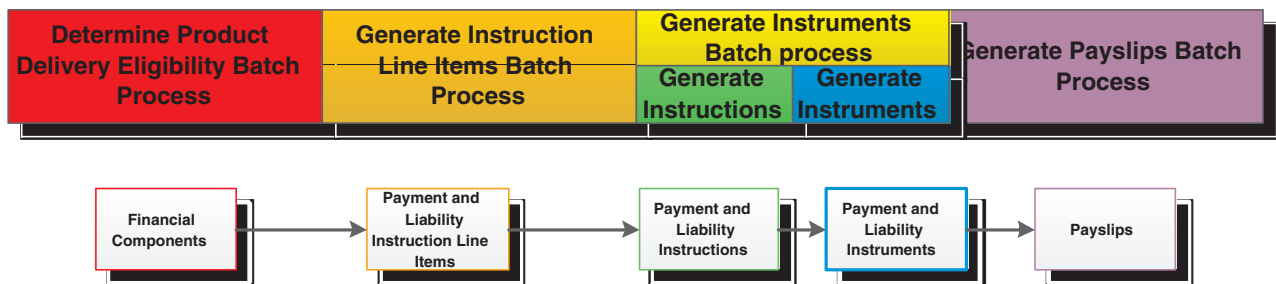 Determine Product
Delivery Eligibility Batch
Process
Generate Instruction
Line Items Batch
Process
Generate Instruments
Batch process
Generate
Instructions
Generate
Instruments
Generate Payslips Batch
Process
Financial
Components
Payment and
Liability
Instruction Line
Items
Payment and
Liability
Instructions
Payment and
Liability
Instruments
Payslips